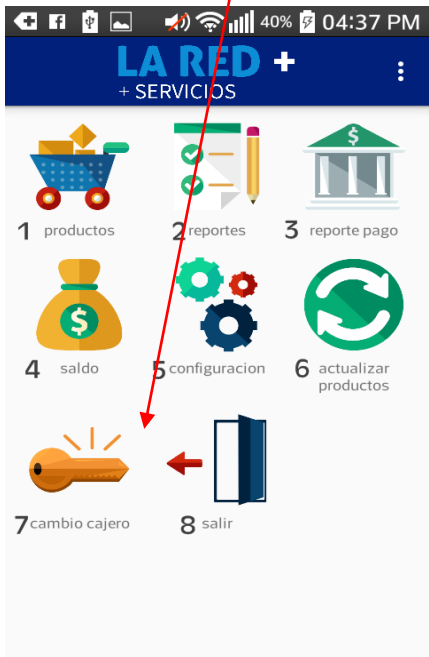 40% 04:37 PM
LA RED +
+ SERVICIOS
$
1 productos
2 reportes
3 reporte pago
$
4 saldo
5 configuracion
6 actualizar
productos
7 cambio cajero
8 salir